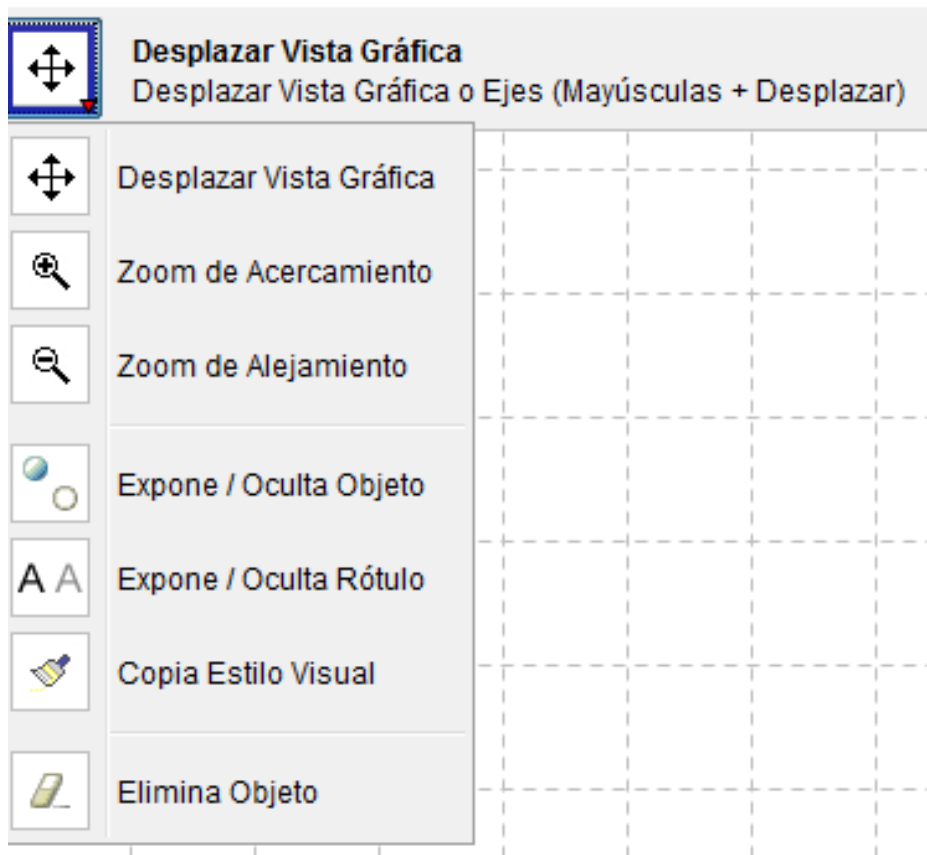 Desplazar Vista Gráfica
Desplazar Vista Gráfica o Ejes (Mayúsculas + Desplazar)
Desplazar Vista Gráfica
Zoom de Acercamiento
Zoom de Alejamiento
Expone / Oculta Objeto
A A
Expone / Oculta Rótulo
Copia Estilo Visual
Elimina Objeto